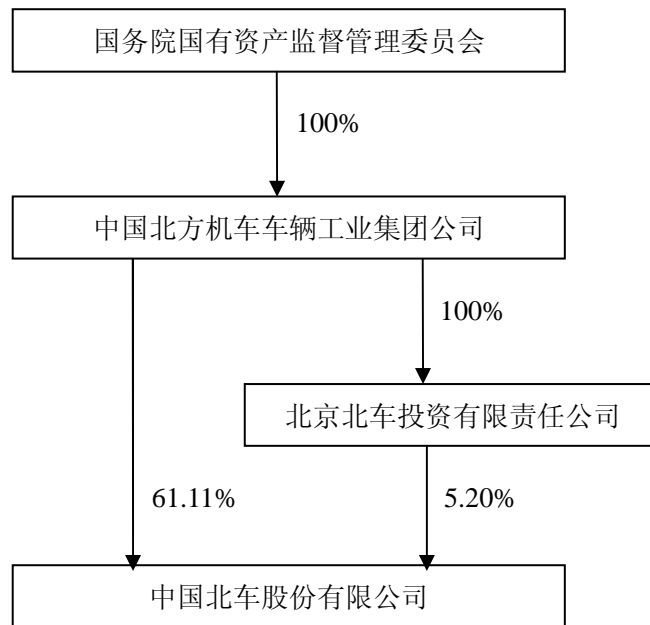 国务院国有资产监督管理委员会
100%
中国北方机车车辆工业集团公司
100%
北京北车投资有限责任公司
61.11%
5.20%
中国北车股份有限公司